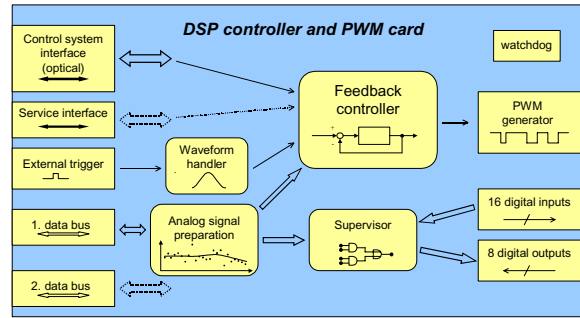 DSP controller and PWM card
Control system
interface
(optical)
watchdog
Feedback
controller
+
-
Service interface
PWM
generator
External trigger
Waveform
handler
1. data bus
Analog signal
preparation
Supervisor
16 digital inputs
8 digital outputs
2. data bus